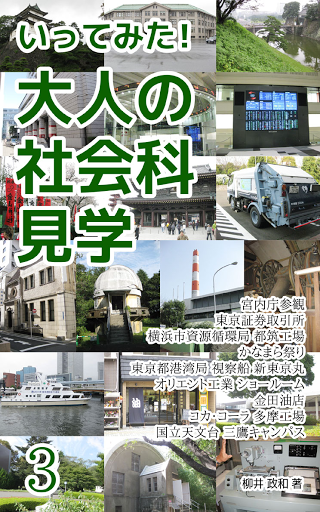 いってみた!
大人の
社会科
見学
宮内庁参観
東京証券取引所
横浜市資源循環局 都筑工場
かなまら祭り
東京都港湾局 視察船 新東京丸
オリエント工業 ショールーム
金田油店
コカ・コーラ 多摩工場
国立天文台 三鷹キャンパス
油
3
柳井 政和 著